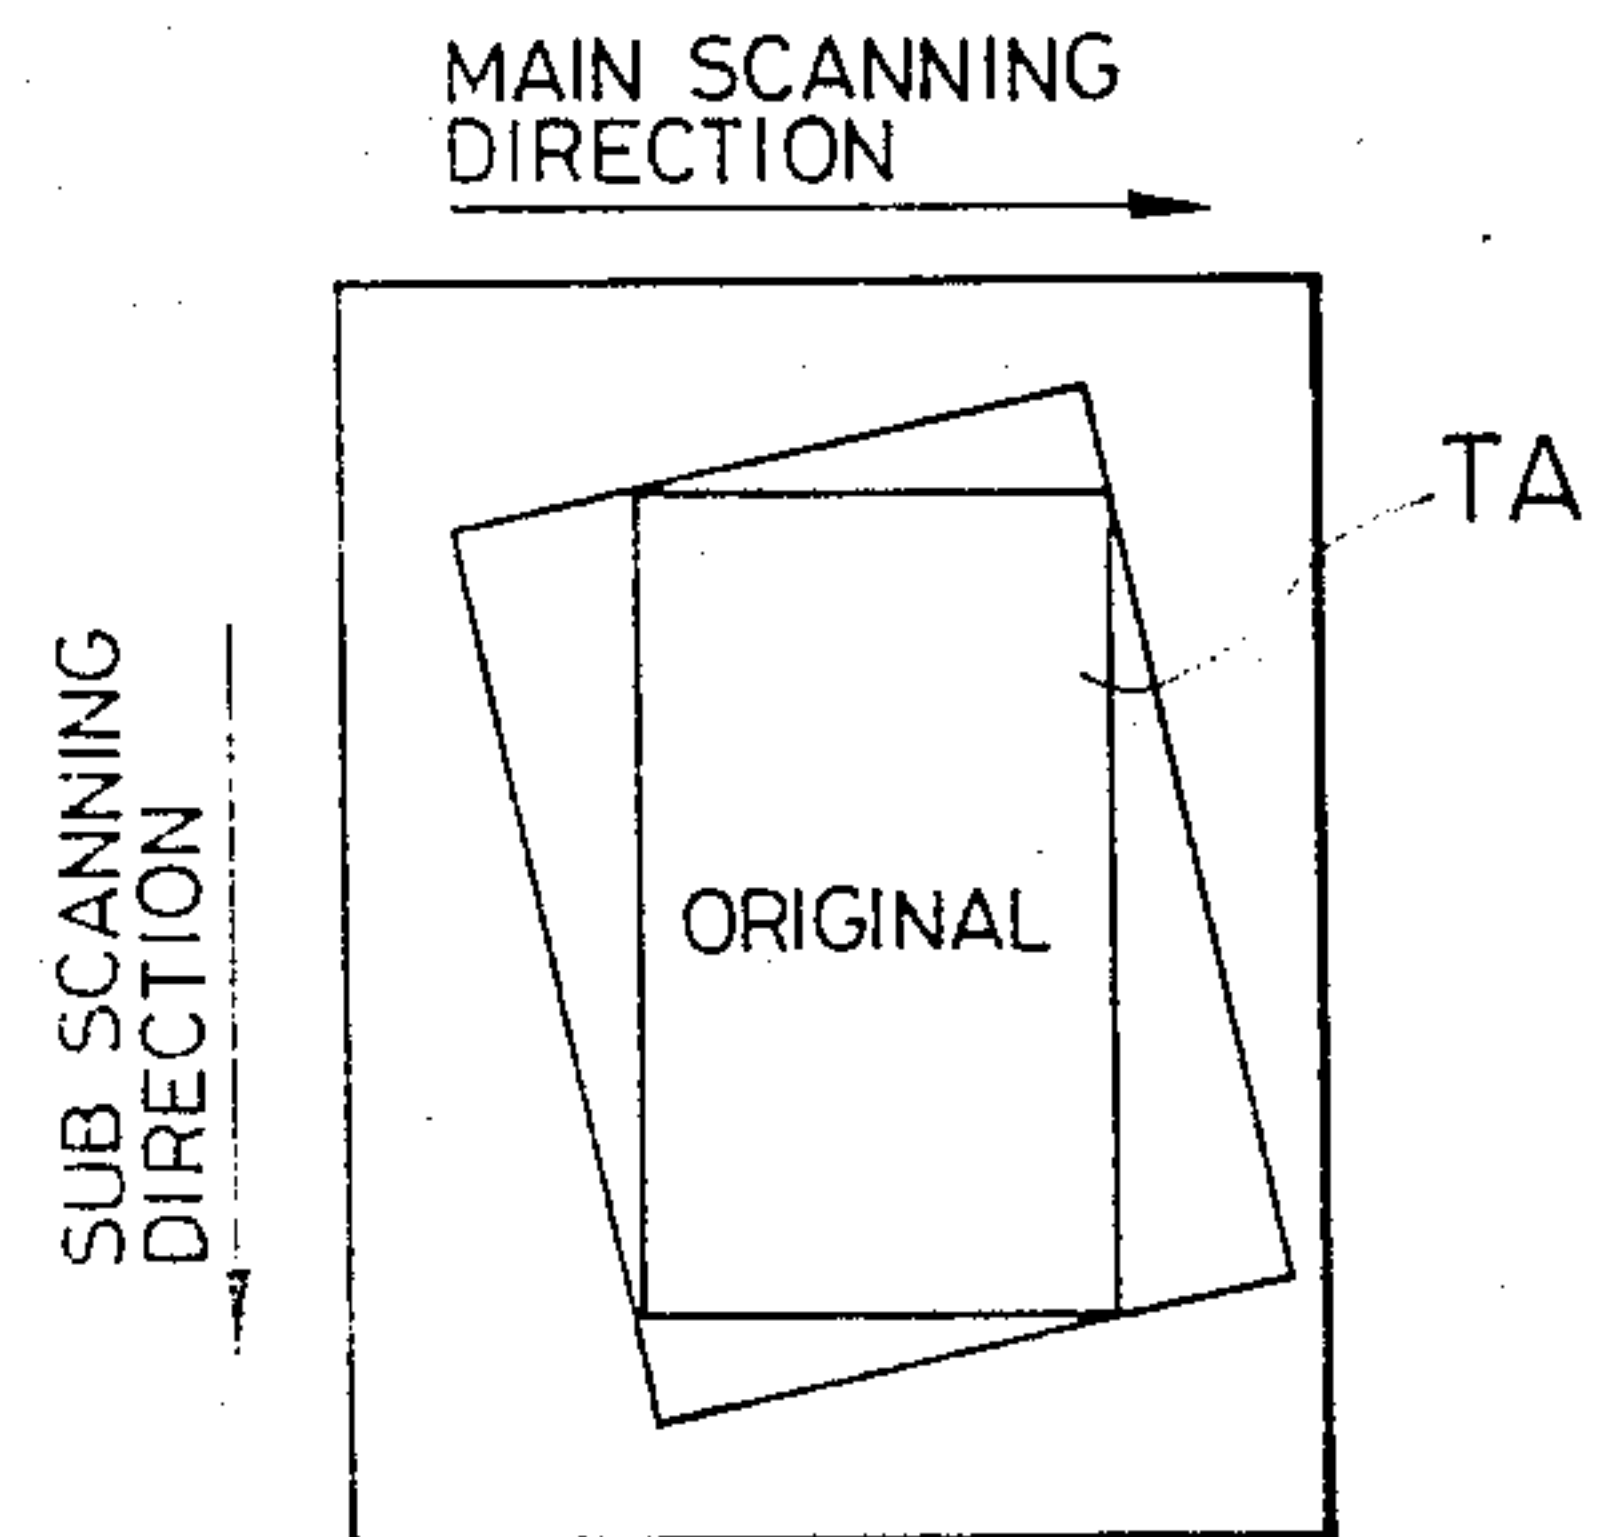 MAIN SCANNING
DIRECTION
TA
SUB SCANNING
DIRECTION
ORIGINAL